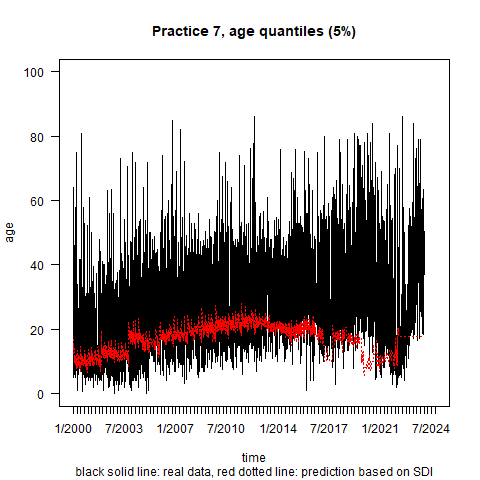 Practice 7, age quantiles (5%)
100
80
60
40
20
0
age
1/2000 7/2003 1/2007 7/2010 1/2014 7/2017 1/2021 7/2024
time
black solid line: real data, red dotted line: prediction based on SDI